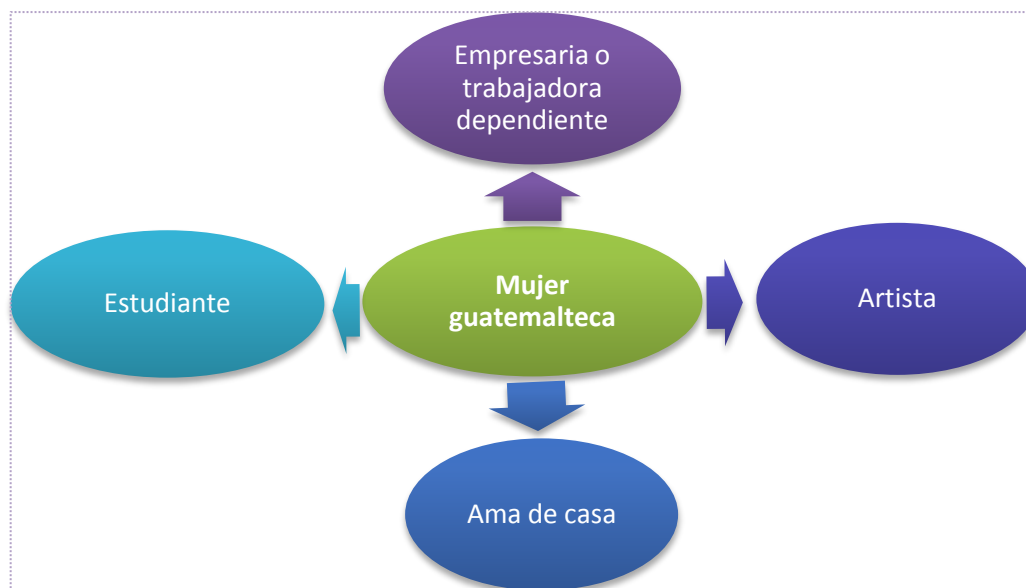 Empresaria o
trabajadora
dependiente
Estudiante
Mujer
guatemalteca
Artista
Ama de casa